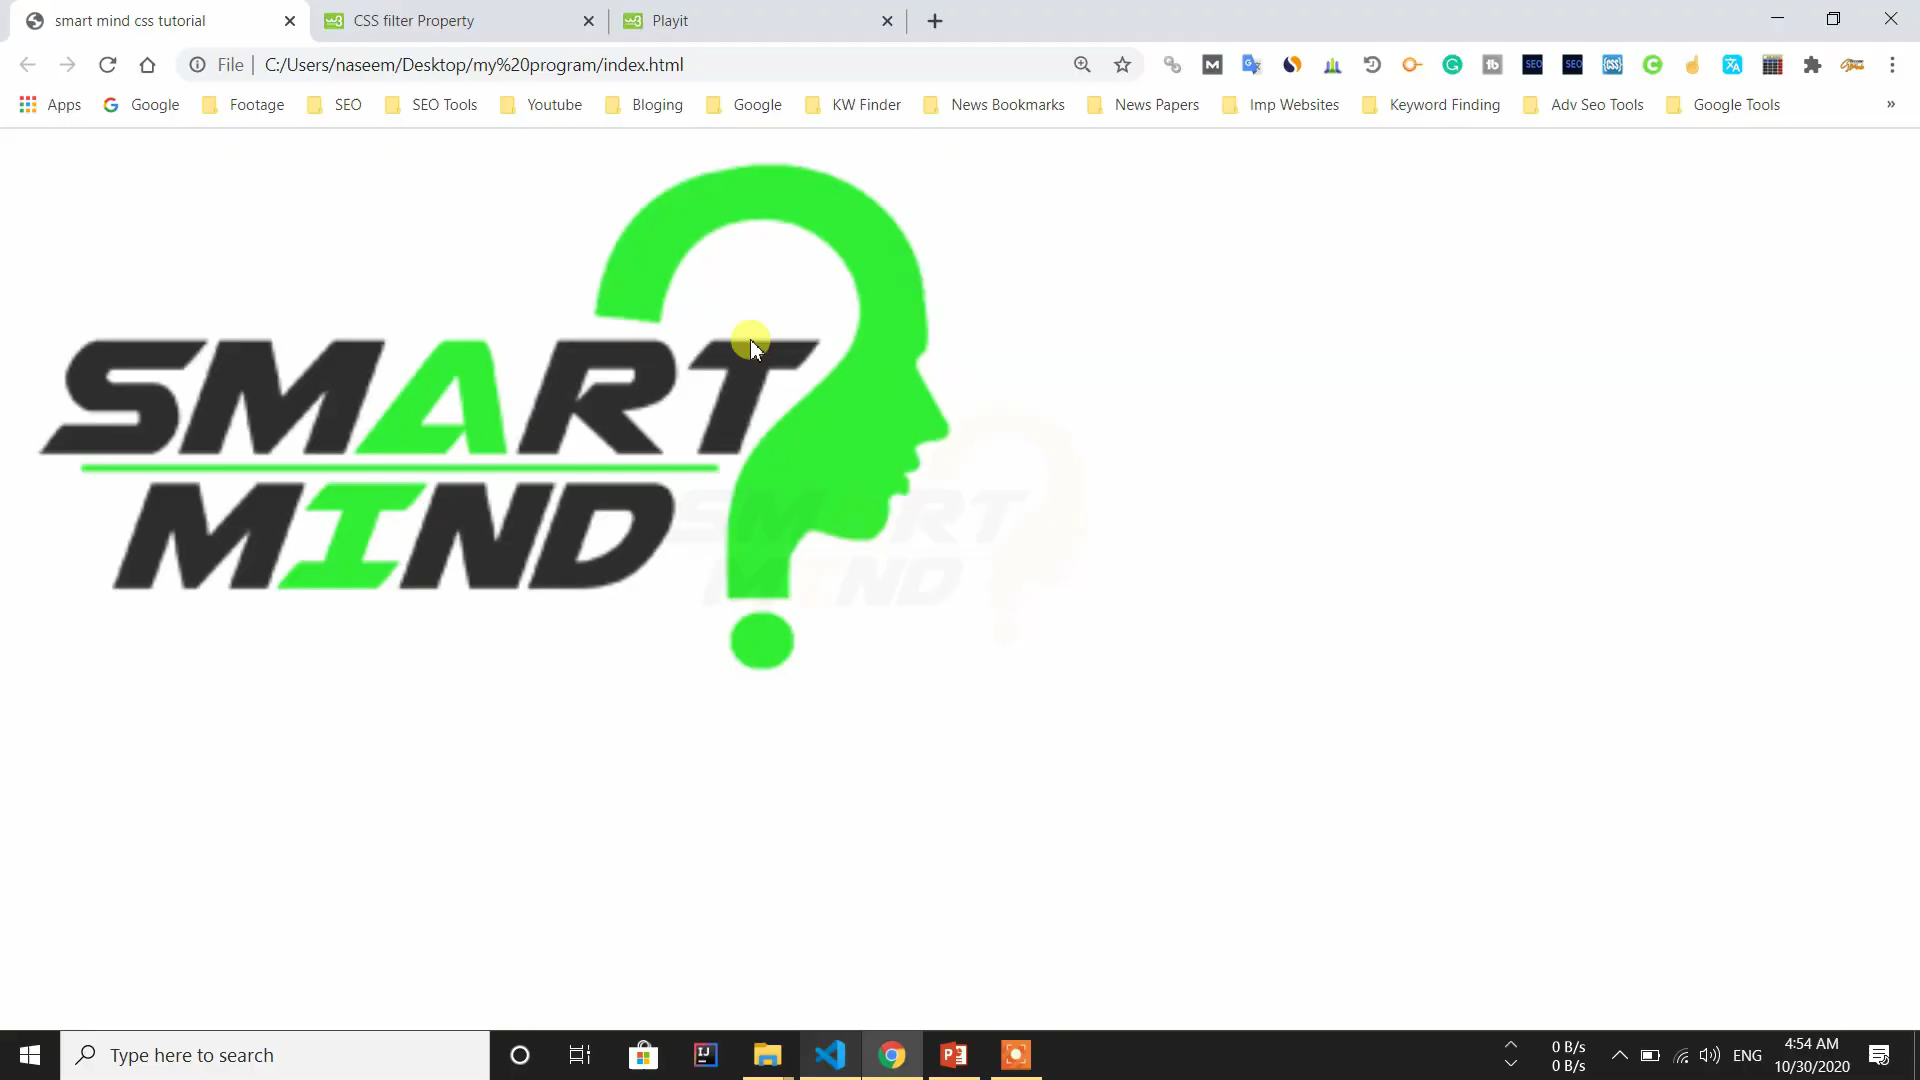 smart mind css tutorial
CSS filter Property
Playit
File
C:/Users/naseem/Desktop/my%20program/index.html
Apps
Google
Footage
SEO
SEO Tools
Youtube
Bloging
Google
KW Finder
News Bookmarks
News Papers
Imp Websites
Keyword Finding
Adv Seo Tools
Google Tools
»
SMART
MIND
SMART
MIND
Type here to search
0 B/s
0 B/s
ENG
4:54 AM
10/30/2020